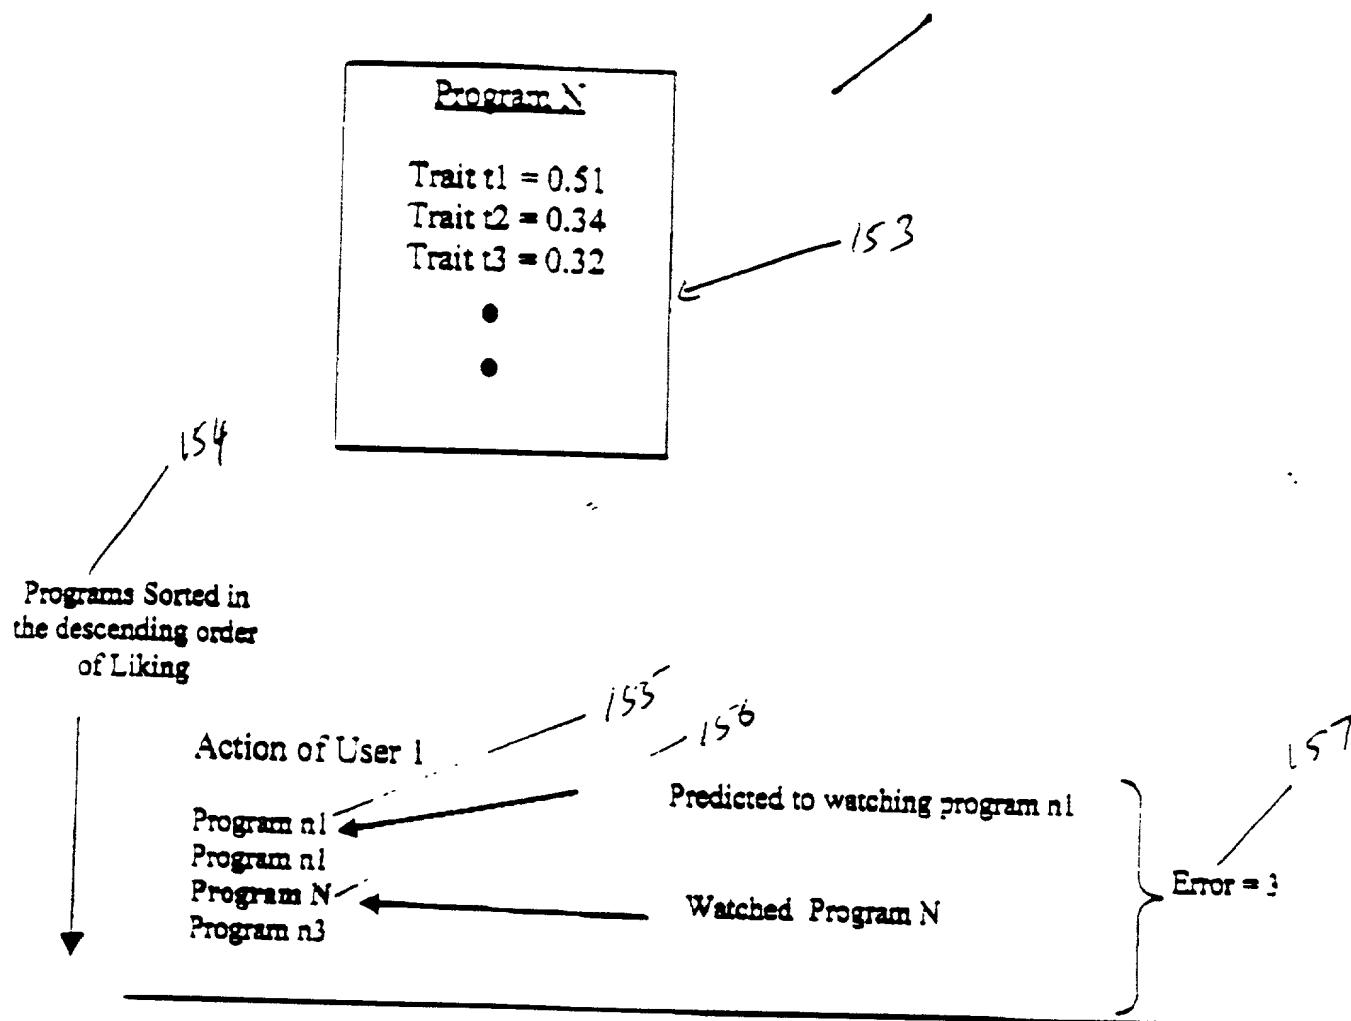 Program N
Trait t1 = 0.51
Trait t2 = 0.34
Trait t3 = 0.32
153
154
Programs Sorted in
the descending order
of Liking
155
156
157
Action of User 1
Predicted to watching program n1
Program n1
Program n1
Program N
Watched Program N
Program n3
Error = 3